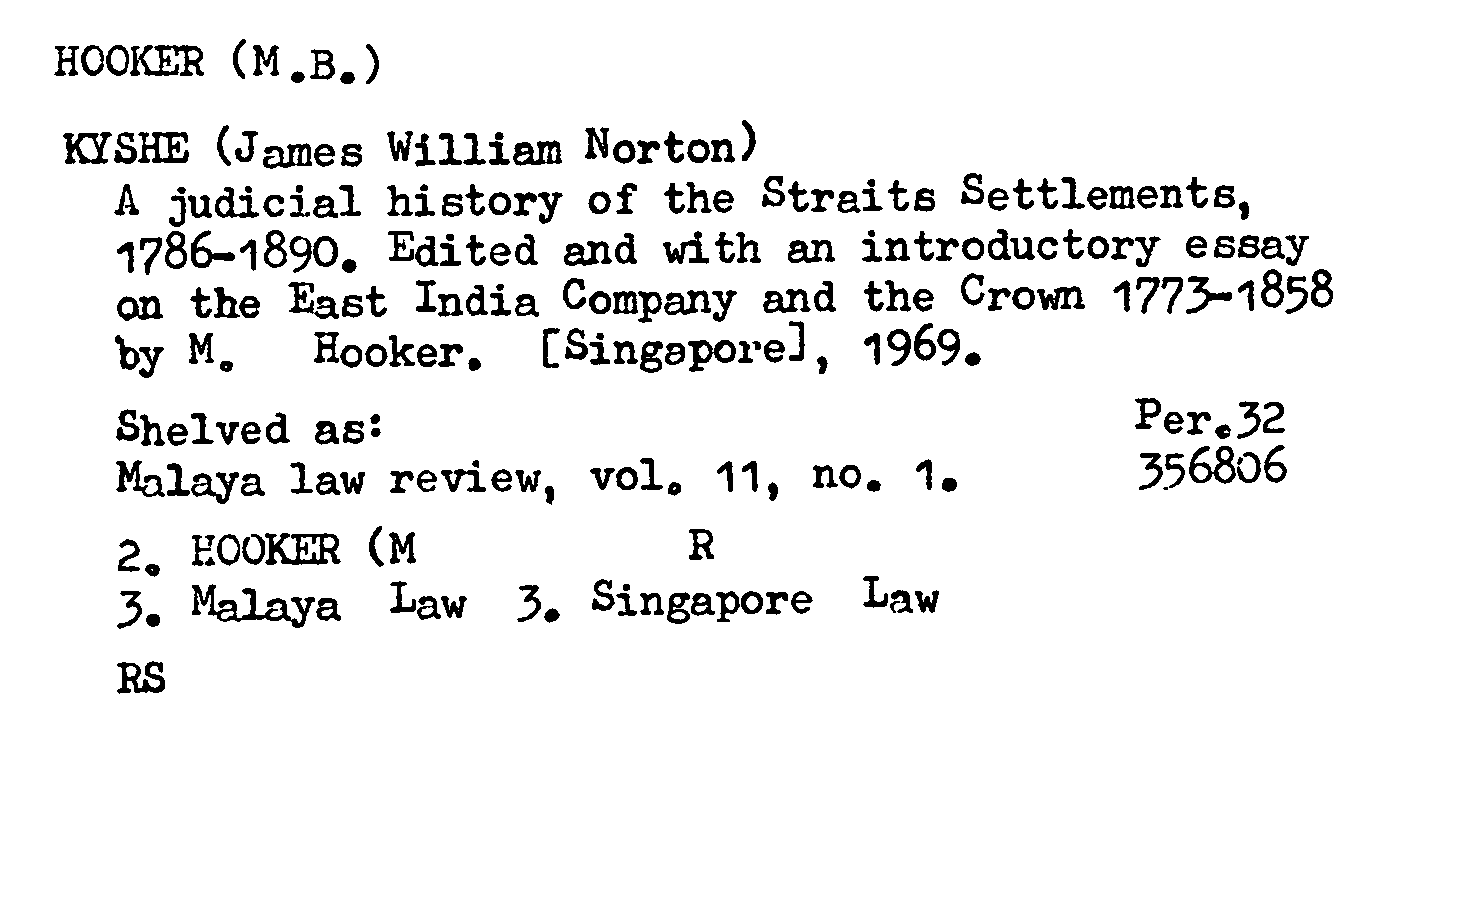 HOOKER (M.B.)
KYSHE (James William Norton)
A judicial history of the Straits Settlements,
1786-1890. Edited and with an introductory essay
on the East India Company and the Crown 1773-1858
by M. Hooker. [Singapore], 1969.
Shelved as: Per.32
Malaya law review, vol. 11, no. 1. 356806
2. HOOKER (M R
3. Malaya Law 3. Singapore Law
RS